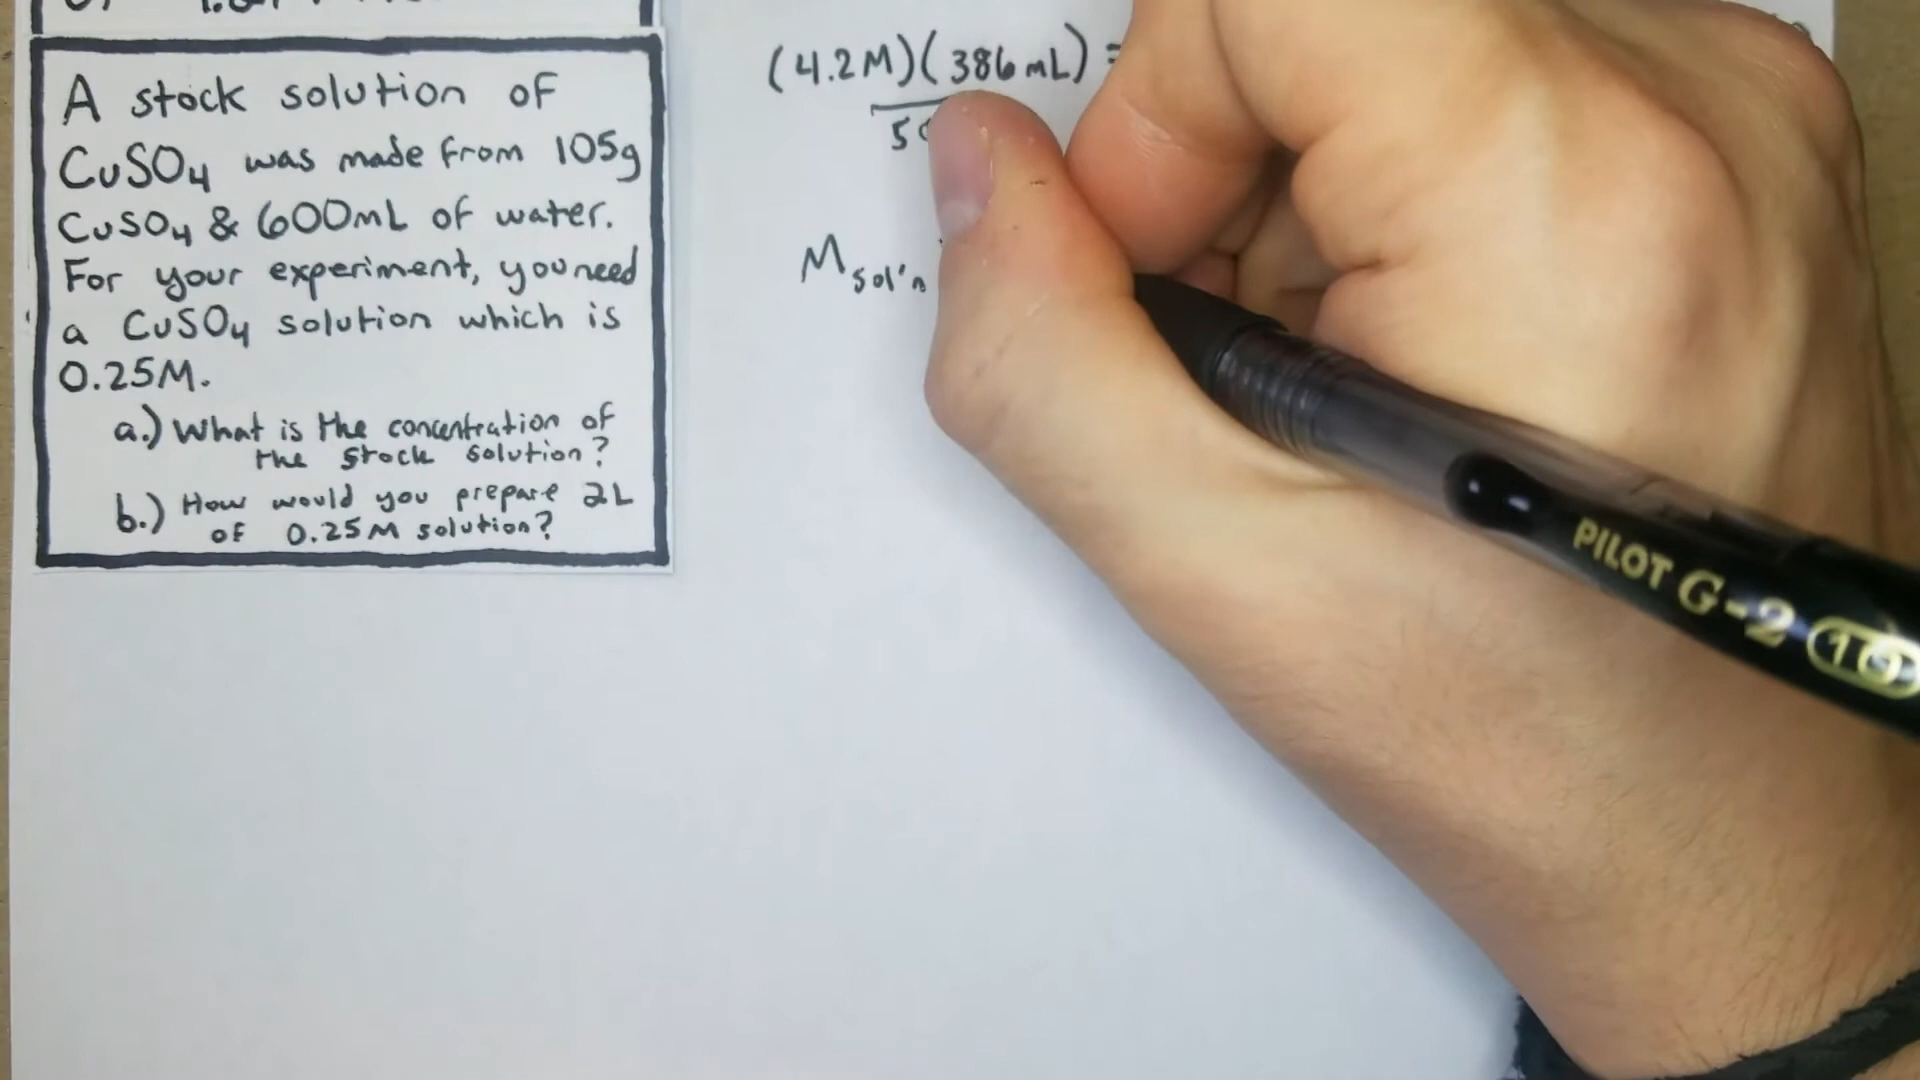 A stock solution of
CuSO4 was made from 105g
CuSO4 & 600mL of water.
For your experiment, you need
a CuSO4 solution which is
0.25M.
a.) What is the concentration of
the stock solution?
b.) How would you prepare 2L
of 0.25M solution?
(4.2M)(386mL) =
Msol'n
PILOT G-2 10